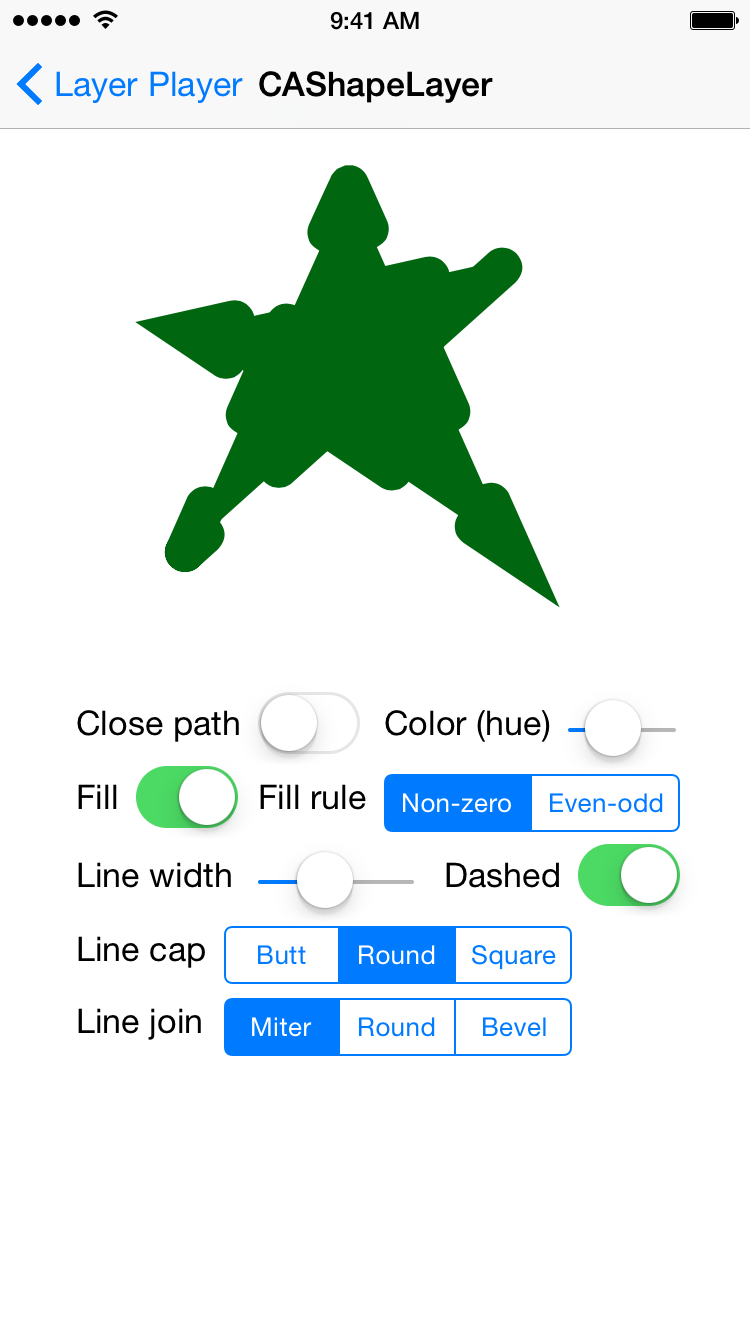 9:41 AM
Layer Player CAShapeLayer
Close path Color (hue)
Fill Fill rule Non-zero Even-odd
Line width Dashed
Line cap Butt Round Square
Line join Miter Round Bevel